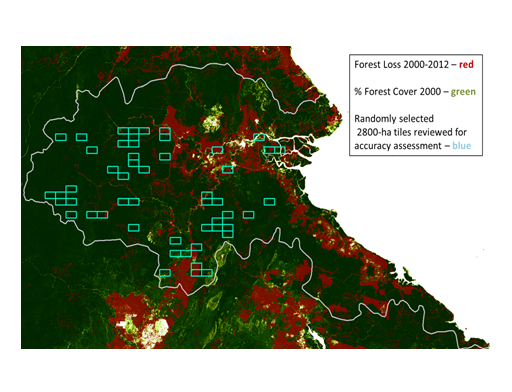 Forest Loss 2000-2012 – red
% Forest Cover 2000 – green
Randomly selected
2800-ha tiles reviewed for
accuracy assessment – blue